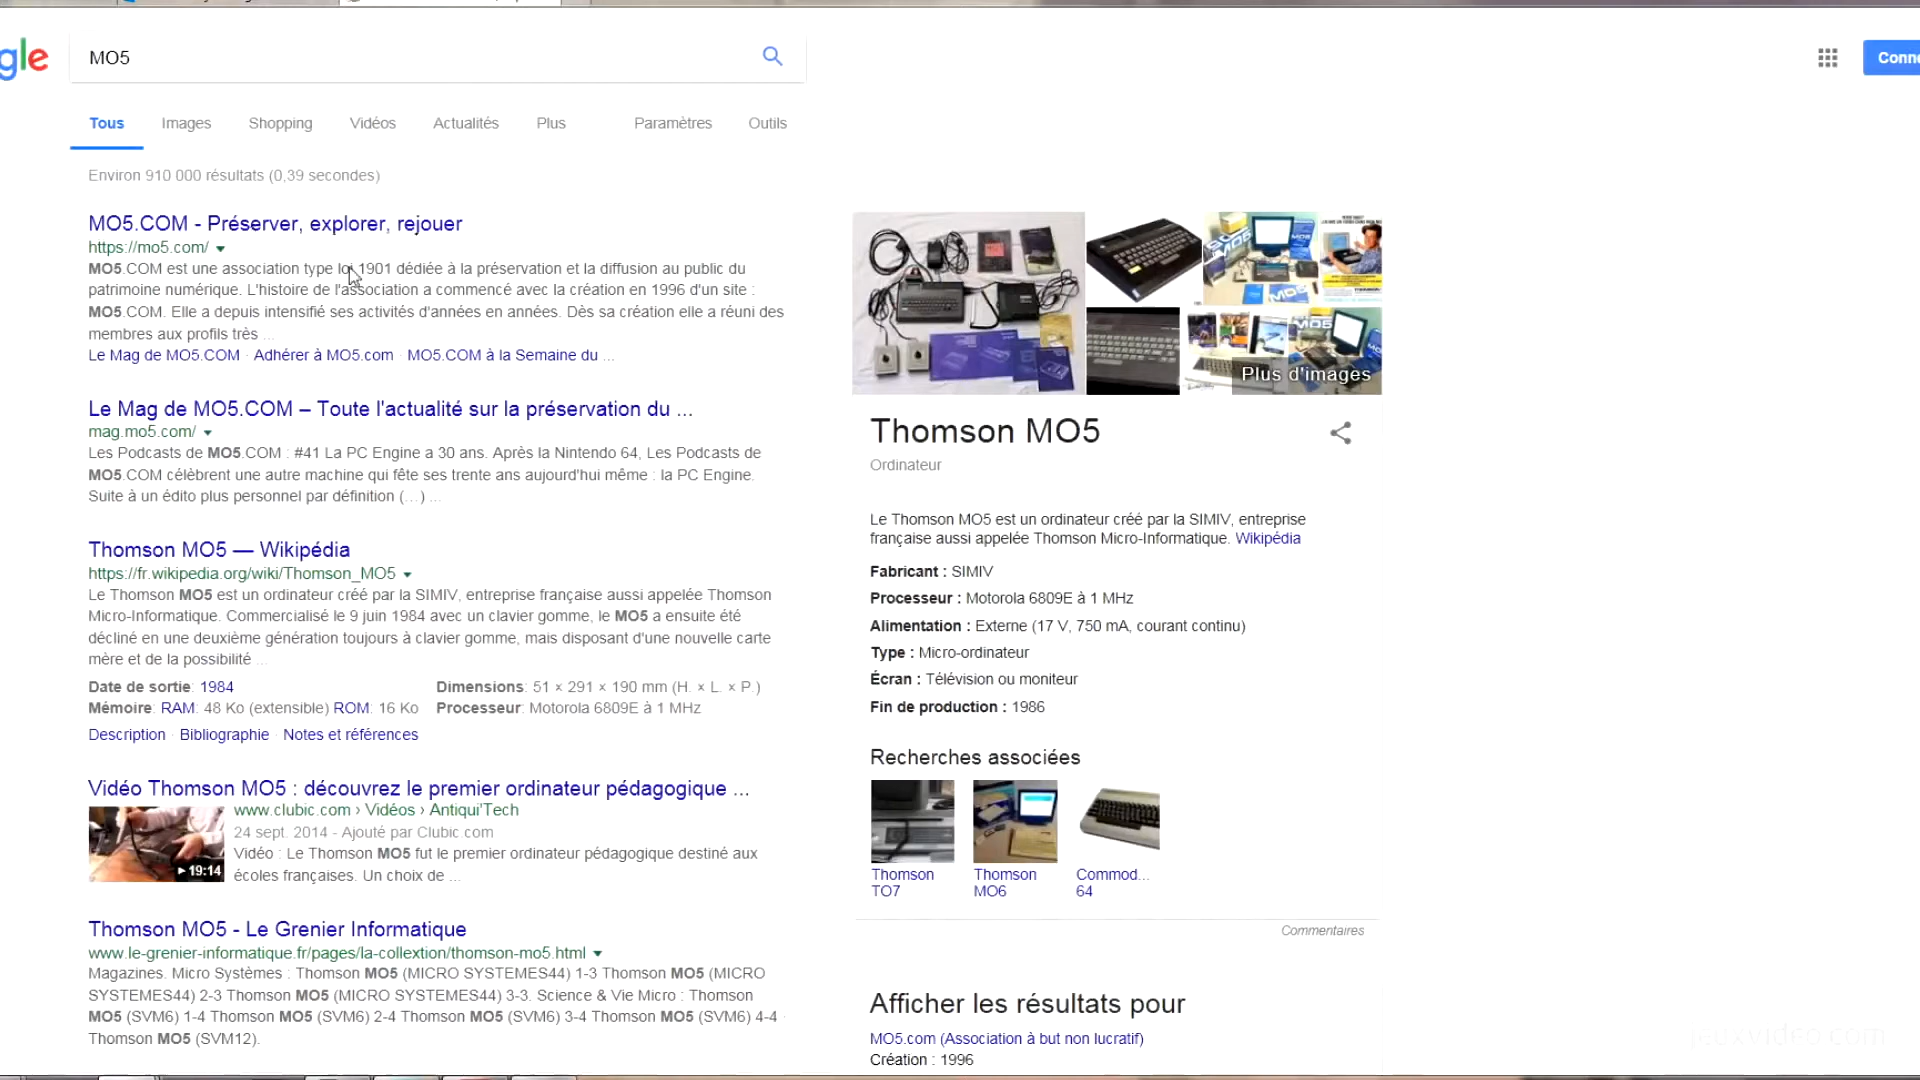 gle
MO5
Conne
Tous Images Shopping Vidéos Actualités Plus Paramètres Outils
Environ 910 000 résultats (0,39 secondes)
MO5.COM - Préserver, explorer, rejouer
https://mo5.com/
MO5.COM est une association type loi 1901 dédiée à la préservation et la diffusion au public du
patrimoine numérique. L'histoire de l'association a commencé avec la création en 1996 d'un site :
MO5.COM. Elle a depuis intensifié ses activités d'années en années. Dès sa création elle a réuni des
membres aux profils très ...
Le Mag de MO5.COM · Adhérer à MO5.com · MO5.COM à la Semaine du ...
Le Mag de MO5.COM – Toute l'actualité sur la préservation du ...
mag.mo5.com/
Les Podcasts de MO5.COM : #41 La PC Engine a 30 ans. Après la Nintendo 64, Les Podcasts de
MO5.COM célèbrent une autre machine qui fête ses trente ans aujourd'hui même : la PC Engine.
Suite à un édito plus personnel par définition (...) ...
Thomson MO5 — Wikipédia
https://fr.wikipedia.org/wiki/Thomson_MO5
Le Thomson MO5 est un ordinateur créé par la SIMIV, entreprise française aussi appelée Thomson
Micro-Informatique. Commercialisé le 9 juin 1984 avec un clavier gomme, le MO5 a ensuite été
décliné en une deuxième génération toujours à clavier gomme, mais disposant d'une nouvelle carte
mère et de la possibilité ...
Date de sortie: 1984 Dimensions: 51 × 291 × 190 mm (H. × L. × P.)
Mémoire: RAM: 48 Ko (extensible) ROM: 16 Ko Processeur: Motorola 6809E à 1 MHz
Description · Bibliographie · Notes et références
Vidéo Thomson MO5 : découvrez le premier ordinateur pédagogique ...
www.clubic.com › Vidéos › Antiqui'Tech
24 sept. 2014 - Ajouté par Clubic.com
Vidéo : Le Thomson MO5 fut le premier ordinateur pédagogique destiné aux
écoles françaises. Un choix de ...
19:14
Thomson MO5 - Le Grenier Informatique
www.le-grenier-informatique.fr/pages/la-collextion/thomson-mo5.html
Magazines. Micro Systèmes : Thomson MO5 (MICRO SYSTEMES44) 1-3 Thomson MO5 (MICRO
SYSTEMES44) 2-3 Thomson MO5 (MICRO SYSTEMES44) 3-3. Science & Vie Micro : Thomson
MO5 (SVM6) 1-4 Thomson MO5 (SVM6) 2-4 Thomson MO5 (SVM6) 3-4 Thomson MO5 (SVM6) 4-4 ·
Thomson MO5 (SVM12).
Plus d'images
Thomson MO5
Ordinateur
Le Thomson MO5 est un ordinateur créé par la SIMIV, entreprise
française aussi appelée Thomson Micro-Informatique. Wikipédia
Fabricant : SIMIV
Processeur : Motorola 6809E à 1 MHz
Alimentation : Externe (17 V, 750 mA, courant continu)
Type : Micro-ordinateur
Écran : Télévision ou moniteur
Fin de production : 1986
Recherches associées
Thomson
TO7
Thomson
MO6
Commod...
64
Commentaires
Afficher les résultats pour
MO5.com (Association à but non lucratif)
Création : 1996
jeuxvideo.com